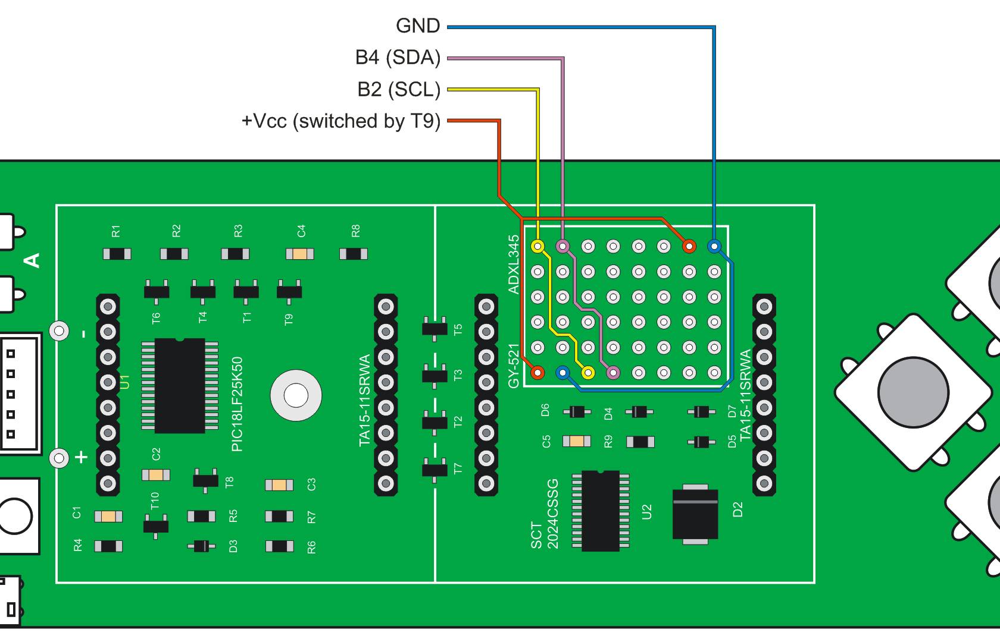 GND
B4 (SDA)
B2 (SCL)
+Vcc (switched by T9)
R1
R2
R3
C4
R8
A
ADXL345
T6
T4
T1
T9
-
T5
U1
PIC18LF25K50
TA15-11SRWA
T3
GY-521
TA15-11SRWA
D6
D4
D7
T2
C5
R9
D5
+
C2
T7
T8
C3
T10
C1
R5
R7
SCT
2024CSSG
U2
D2
R4
D3
R6